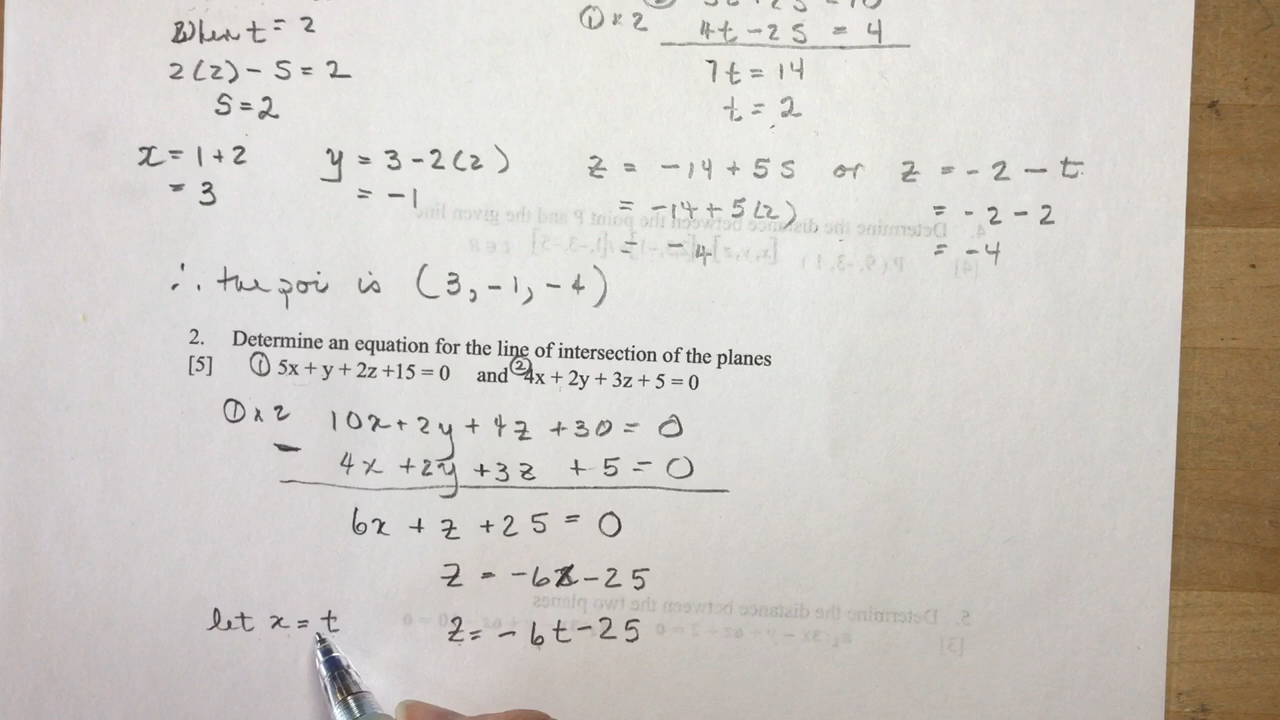 When t = 2
2(2) - S = 2
S = 2
① x 2
4t - 2S = 4
7t = 14
t = 2
x = 1 + 2
= 3
y = 3 - 2(2)
= -1
z = -14 + 5S or z = -2 - t
= -14 + 5(2)
= -4
= -2 - 2
= -4
∴ the poi is (3, -1, -4)
2. Determine an equation for the line of intersection of the planes
[5] ① 5x + y + 2z +15 = 0 and ② 4x + 2y + 3z + 5 = 0
① x 2 10x + 2y + 4z + 30 = 0
- 4x + 2y + 3z + 5 = 0
6x + z + 25 = 0
z = -6x - 25
let x = t z = -6t - 25